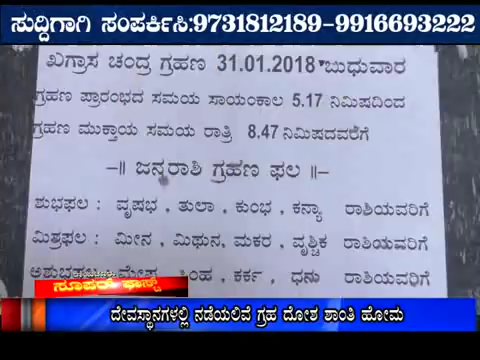 ಸುದ್ದಿಗಾಗಿ ಸಂಪರ್ಕಿಸಿ:9731812189-9916693222
ಖಗ್ರಾಸ ಚಂದ್ರ ಗ್ರಹಣ 31.01.2018 ಬುಧುವಾರ
ಗ್ರಹಣ ಪ್ರಾರಂಭದ ಸಮಯ ಸಾಯಂಕಾಲ 5.17 ನಿಮಿಷದಿಂದ
ಗ್ರಹಣ ಮುಕ್ತಾಯ ಸಮಯ ರಾತ್ರಿ 8.47 ನಿಮಿಷದವರೆಗೆ
-॥ ಜನ್ಮರಾಶಿ ಗ್ರಹಣ ಫಲ ॥-
ಶುಭಫಲ : ವೃಷಭ , ತುಲಾ , ಕುಂಭ , ಕನ್ಯಾ ರಾಶಿಯವರಿಗೆ
ಮಿತ್ರಫಲ : ಮೀನ , ಮಿಥುನ , ಮಕರ , ವೃಶ್ಚಿಕ ರಾಶಿಯವರಿಗೆ
ಕರ್ಕ , ಧನು ರಾಶಿಯವರಿಗೆ
ಸೂಪರ್ ಫಾಸ್ಟ್
ದೇವಸ್ಥಾನಗಳಲ್ಲಿ ನಡೆಯಲಿವೆ ಗ್ರಹ ದೋಶ ಶಾಂತಿ ಹೋಮ